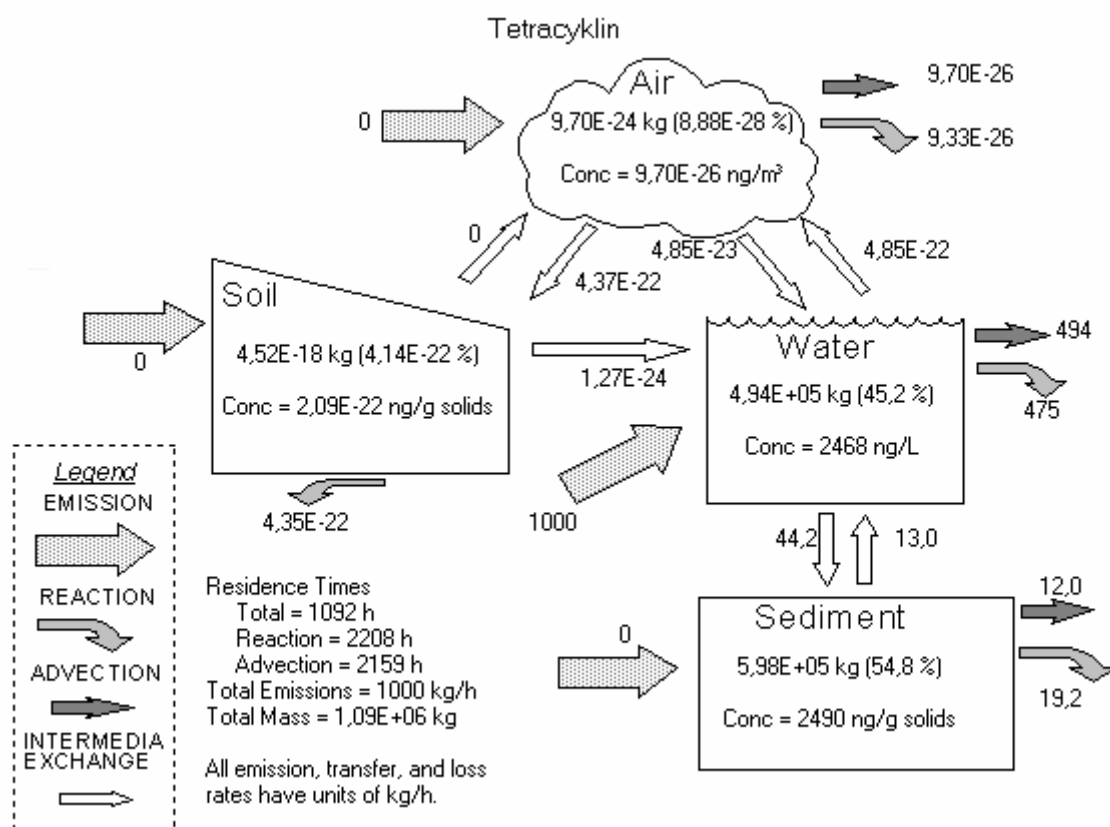 Tetracyklin
Air
9,70E-24 kg (8,88E-28 %)
Conc = 9,70E-26 ng/m³
0
9,70E-26
9,33E-26
0
4,37E-22
4,85E-23
4,85E-22
Soil
4,52E-18 kg (4,14E-22 %)
Conc = 2,09E-22 ng/g solids
0
4,35E-22
1,27E-24
Water
4,94E+05 kg (45,2 %)
Conc = 2468 ng/L
494
475
1000
44,2
13,0
Sediment
5,98E+05 kg (54,8 %)
Conc = 2490 ng/g solids
0
12,0
19,2
Legend
EMISSION
REACTION
ADVECTION
INTERMEDIA
EXCHANGE
Residence Times
Total = 1092 h
Reaction = 2208 h
Advection = 2159 h
Total Emissions = 1000 kg/h
Total Mass = 1,09E+06 kg
All emission, transfer, and loss
rates have units of kg/h.